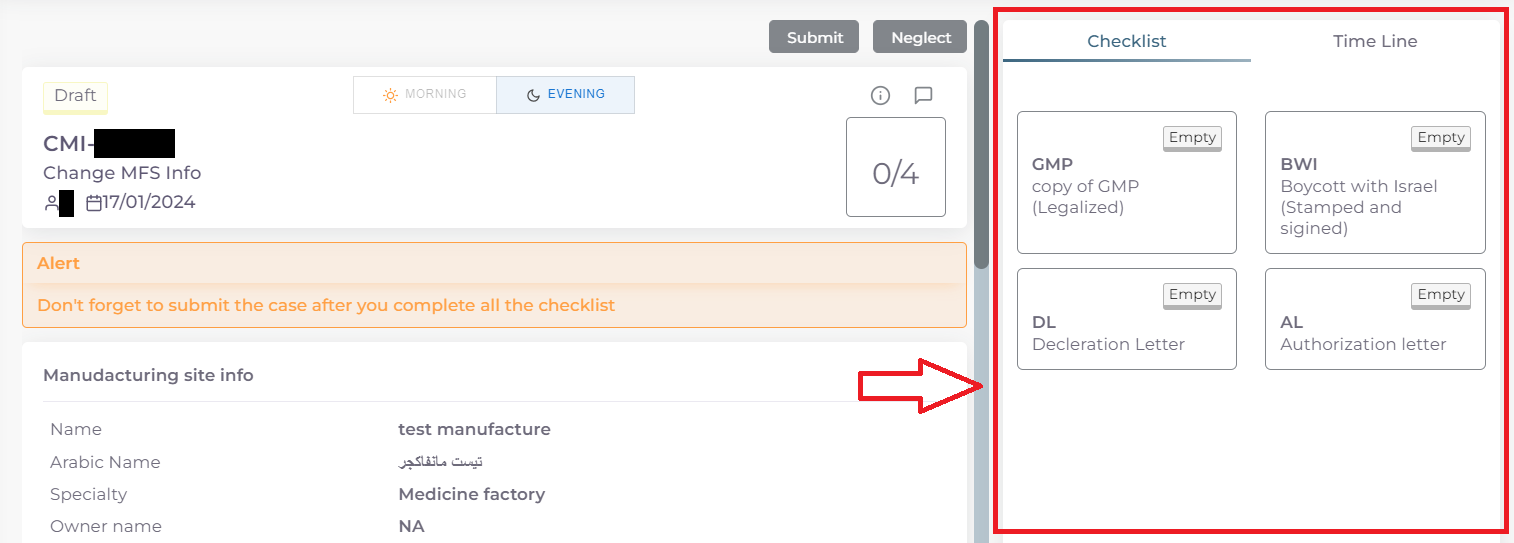 Submit
Neglect
Draft
MORNING
EVENING
CMI-
Change MFS Info
17/01/2024
0/4
Alert
Don't forget to submit the case after you complete all the checklist
Manudacturing site info
Name test manufacture
Arabic Name تيست مانفاكجر
Specialty Medicine factory
Owner name NA
Checklist
Time Line
Empty
GMP
copy of GMP
(Legalized)
Empty
BWI
Boycott with Israel
(Stamped and
sigined)
Empty
DL
Decleration Letter
Empty
AL
Authorization letter